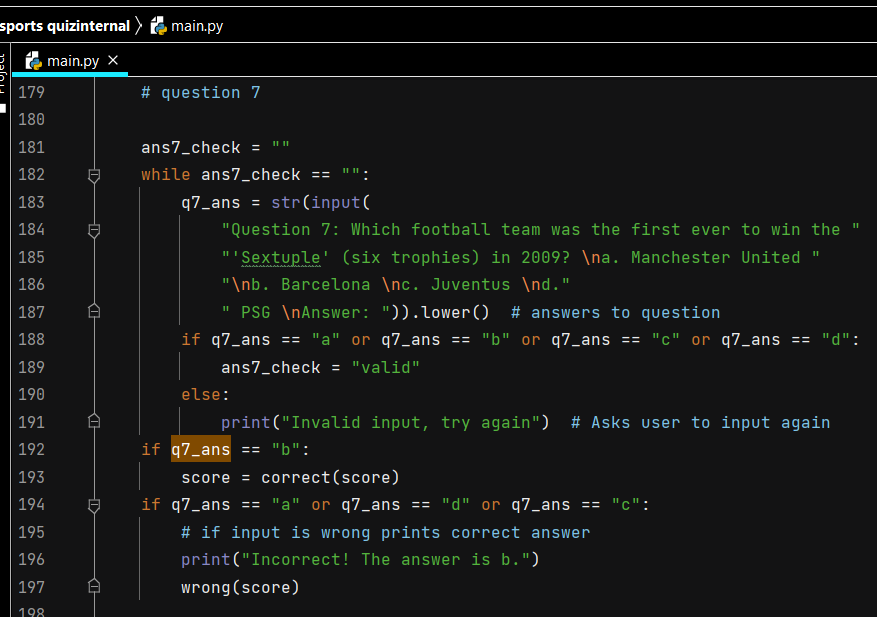 sports quizinternal 〉 main.py
Project
main.py ×
179 # question 7
180
181 ans7_check = ""
182 while ans7_check == "":
183     q7_ans = str(input(
184         "Question 7: Which football team was the first ever to win the "
185         "'Sextuple' (six trophies) in 2009? \na. Manchester United "
186         "\nb. Barcelona \nc. Juventus \nd."
187         " PSG \nAnswer: ")).lower()  # answers to question
188     if q7_ans == "a" or q7_ans == "b" or q7_ans == "c" or q7_ans == "d":
189         ans7_check = "valid"
190     else:
191         print("Invalid input, try again")  # Asks user to input again
192 if q7_ans == "b":
193     score = correct(score)
194 if q7_ans == "a" or q7_ans == "d" or q7_ans == "c":
195     # if input is wrong prints correct answer
196     print("Incorrect! The answer is b.")
197     wrong(score)
198